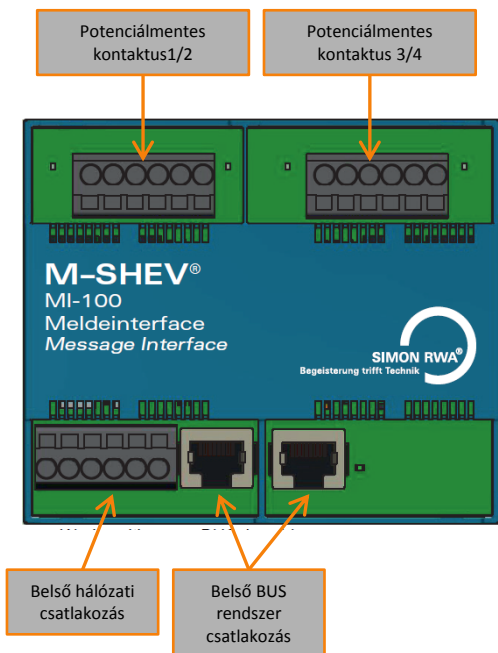 Potenciálmentes
kontaktus1/2
Potenciálmentes
kontaktus 3/4
M–SHEV®
MI-100
Meldeinterface
Message Interface
SIMON RWA®
Begeisterung trifft Technik
Belső hálózati
csatlakozás
Belső BUS
rendszer
csatlakozás